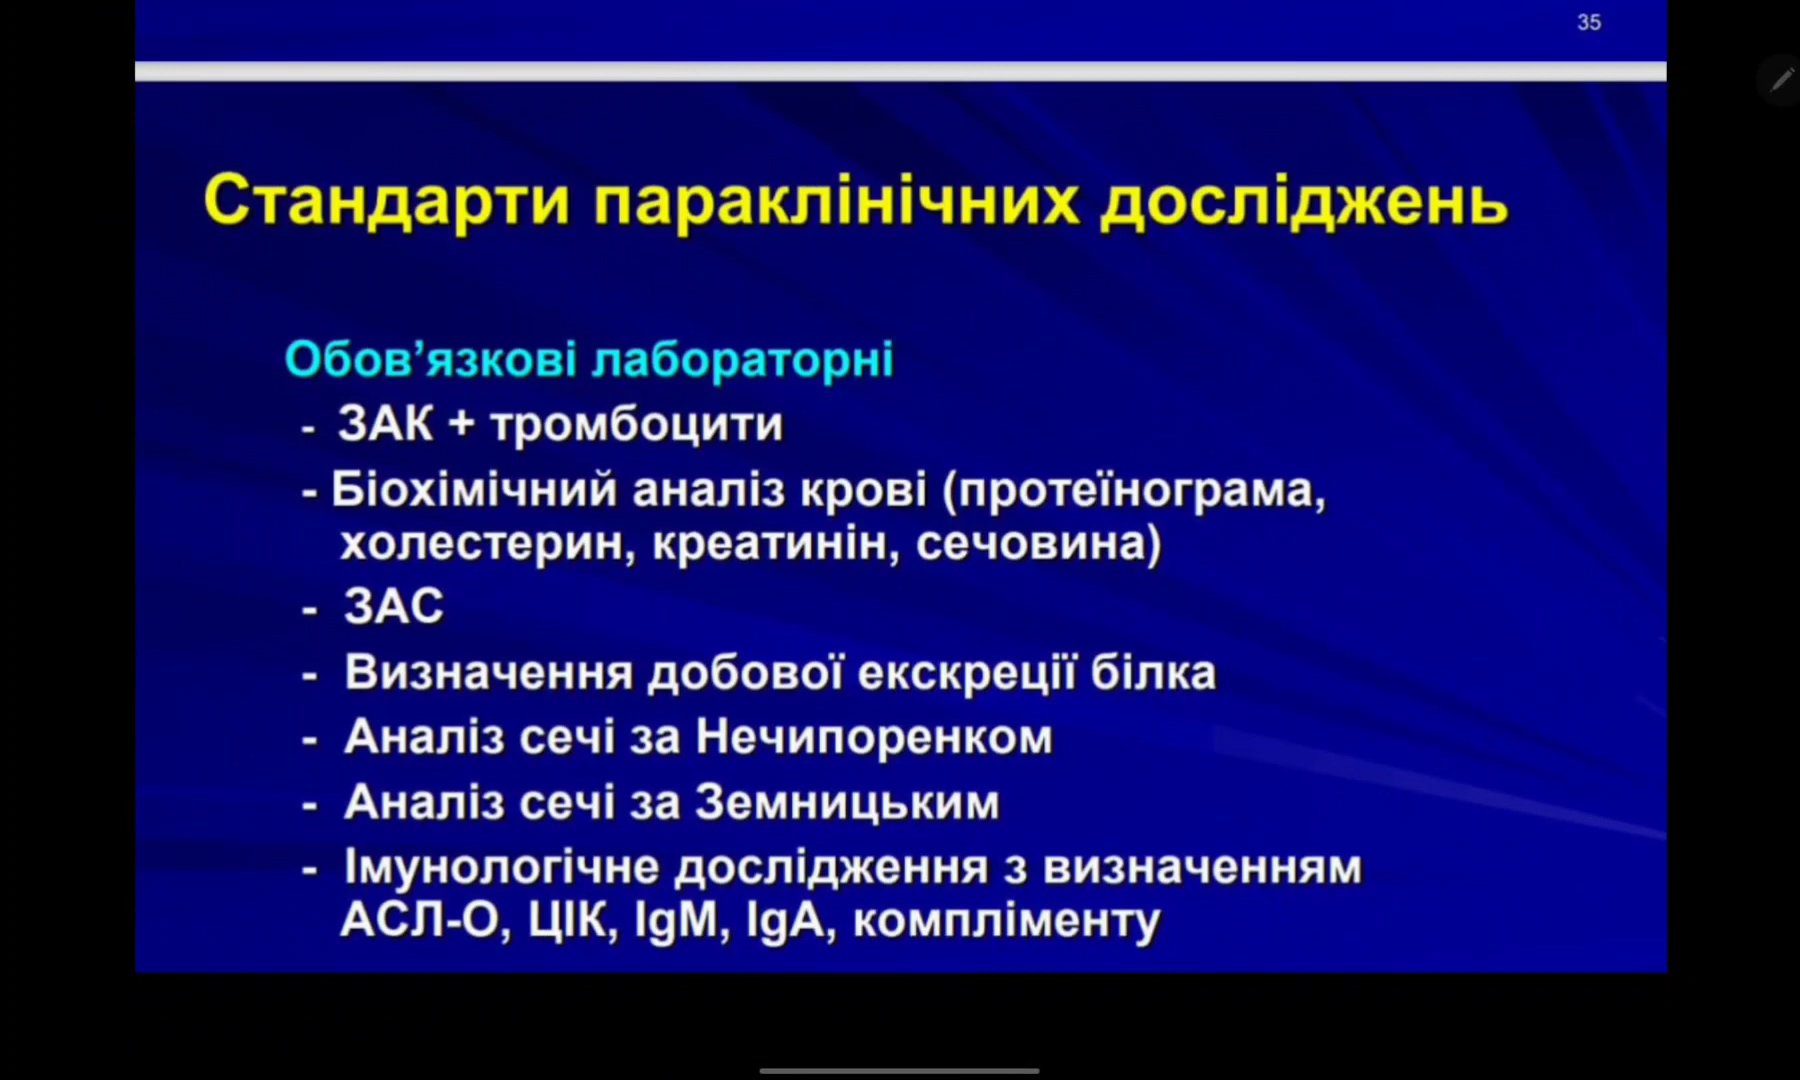 35
Стандарти параклінічних досліджень
Обов’язкові лабораторні
- ЗАК + тромбоцити
- Біохімічний аналіз крові (протеїнограма,
холестерин, креатинін, сечовина)
- ЗАС
- Визначення добової екскреції білка
- Аналіз сечі за Нечипоренком
- Аналіз сечі за Земницьким
- Імунологічне дослідження з визначенням
АСЛ-О, ЦІК, IgM, IgA, компліменту